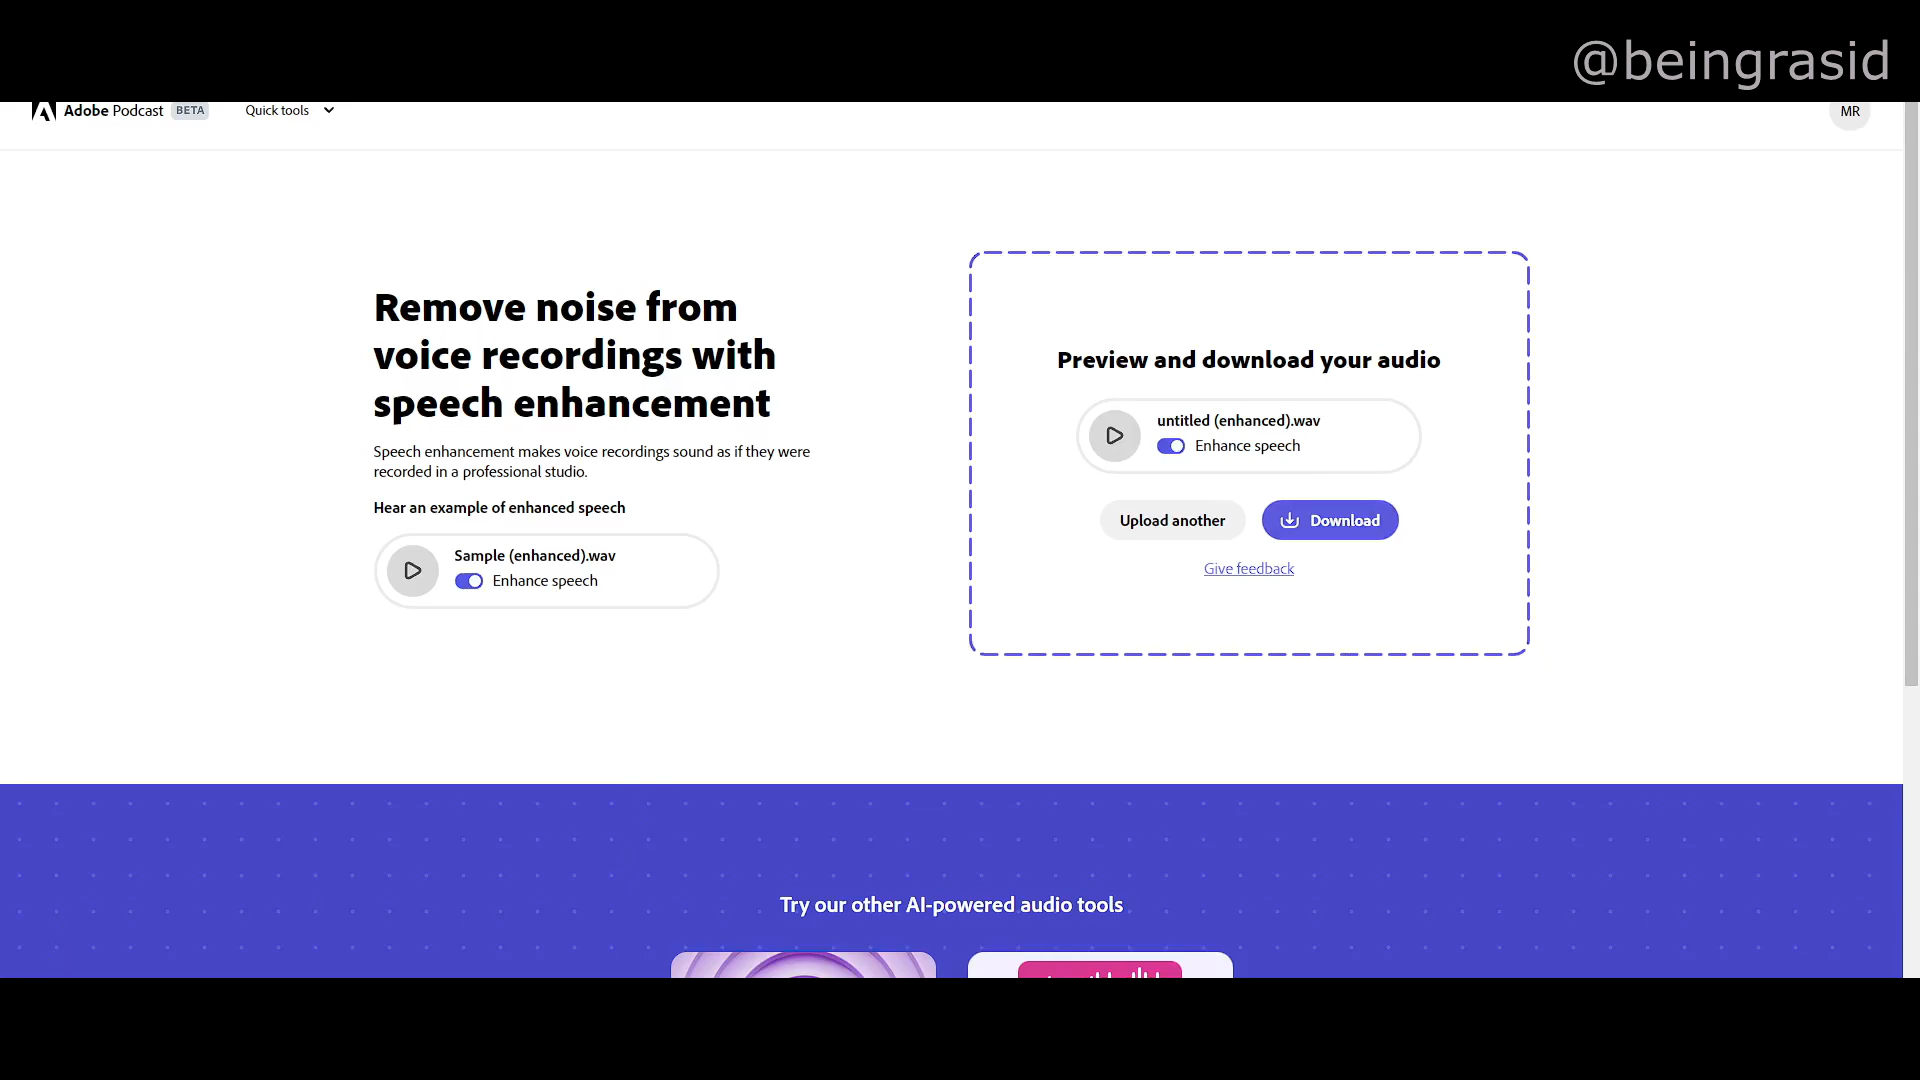 @beingrasid
Adobe Podcast BETA Quick tools
MR
Remove noise from
voice recordings with
speech enhancement
Speech enhancement makes voice recordings sound as if they were
recorded in a professional studio.
Hear an example of enhanced speech
Sample (enhanced).wav
Enhance speech
Preview and download your audio
untitled (enhanced).wav
Enhance speech
Upload another
Download
Give feedback
Try our other AI-powered audio tools